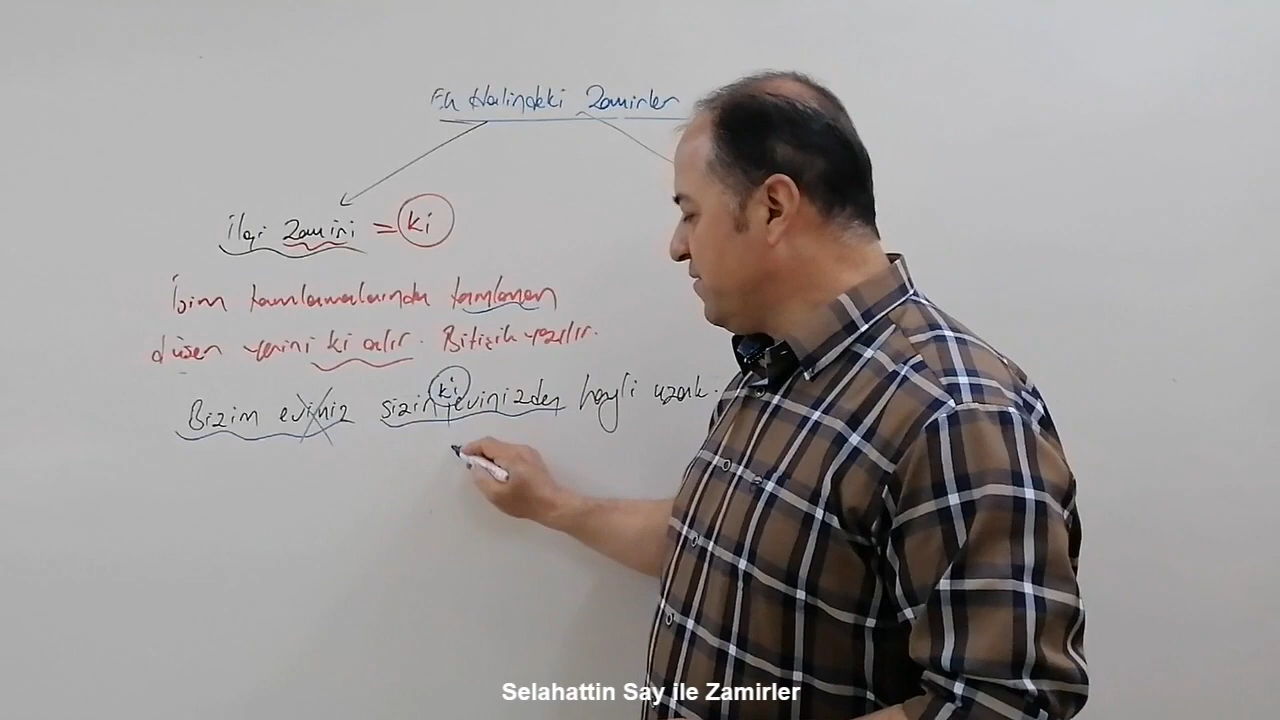 Ek Halindeki Zamirler
İlgi Zamiri = ki
İsim tamlamalarında tamlanan
düşer yerini ki alır. Bitişik yazılır.
ki
Bizim evimiz sizin evinizden hayli uzak.
Selahattin Say ile Zamirler